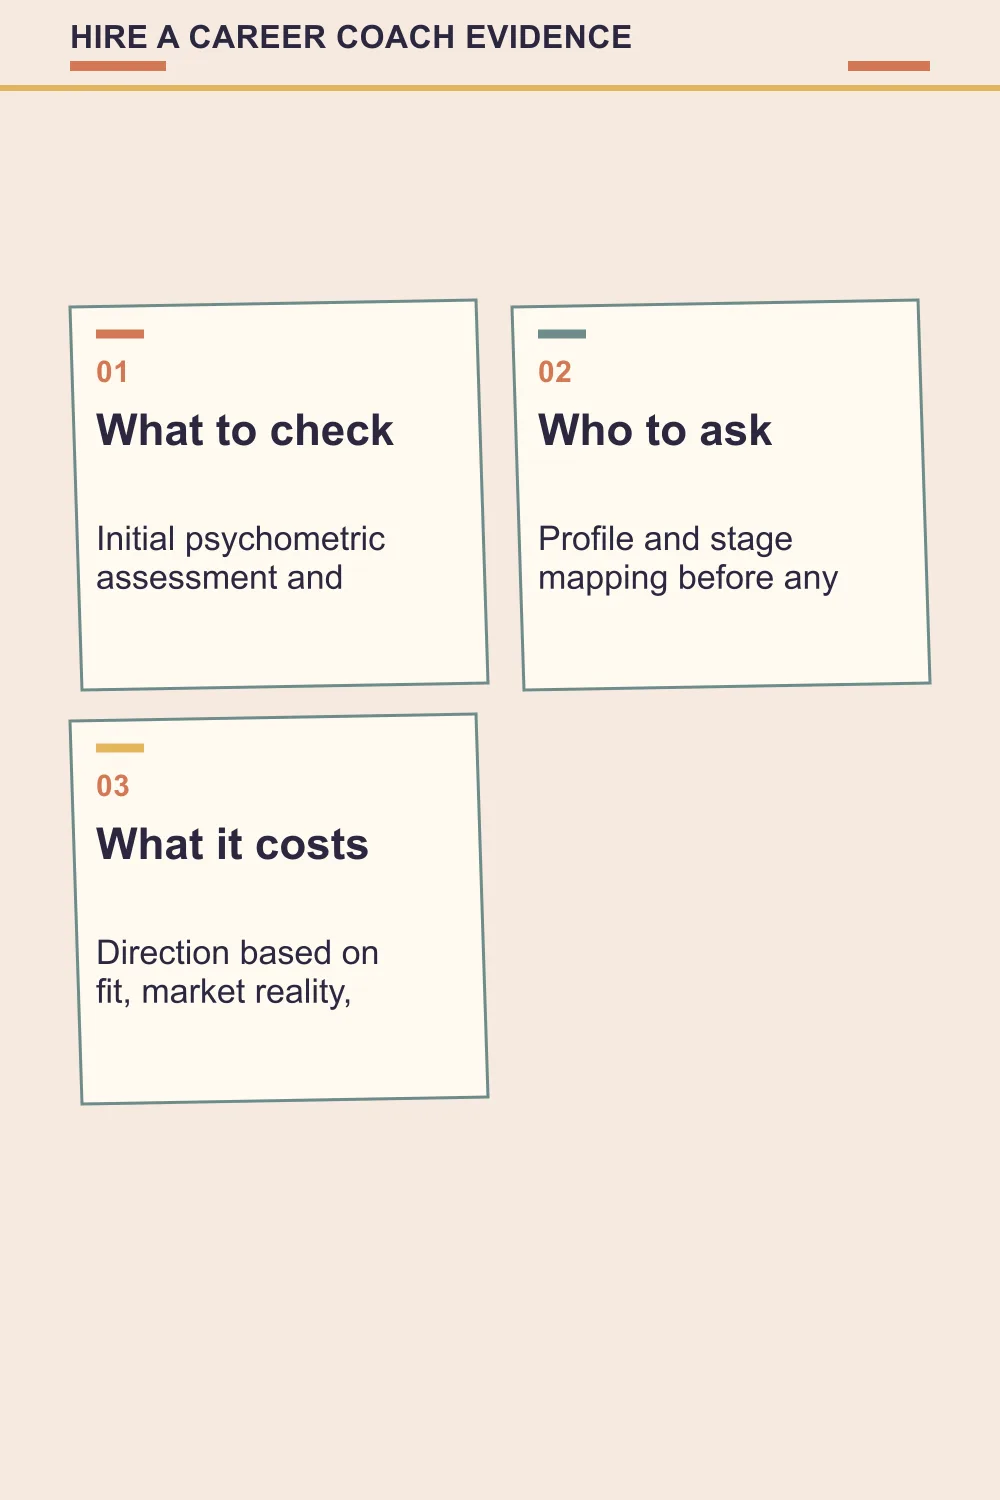 HIRE A CAREER COACH EVIDENCE
01
What to check
Initial psychometric
assessment and
02
Who to ask
Profile and stage
mapping before any
03
What it costs
Direction based on
fit, market reality,